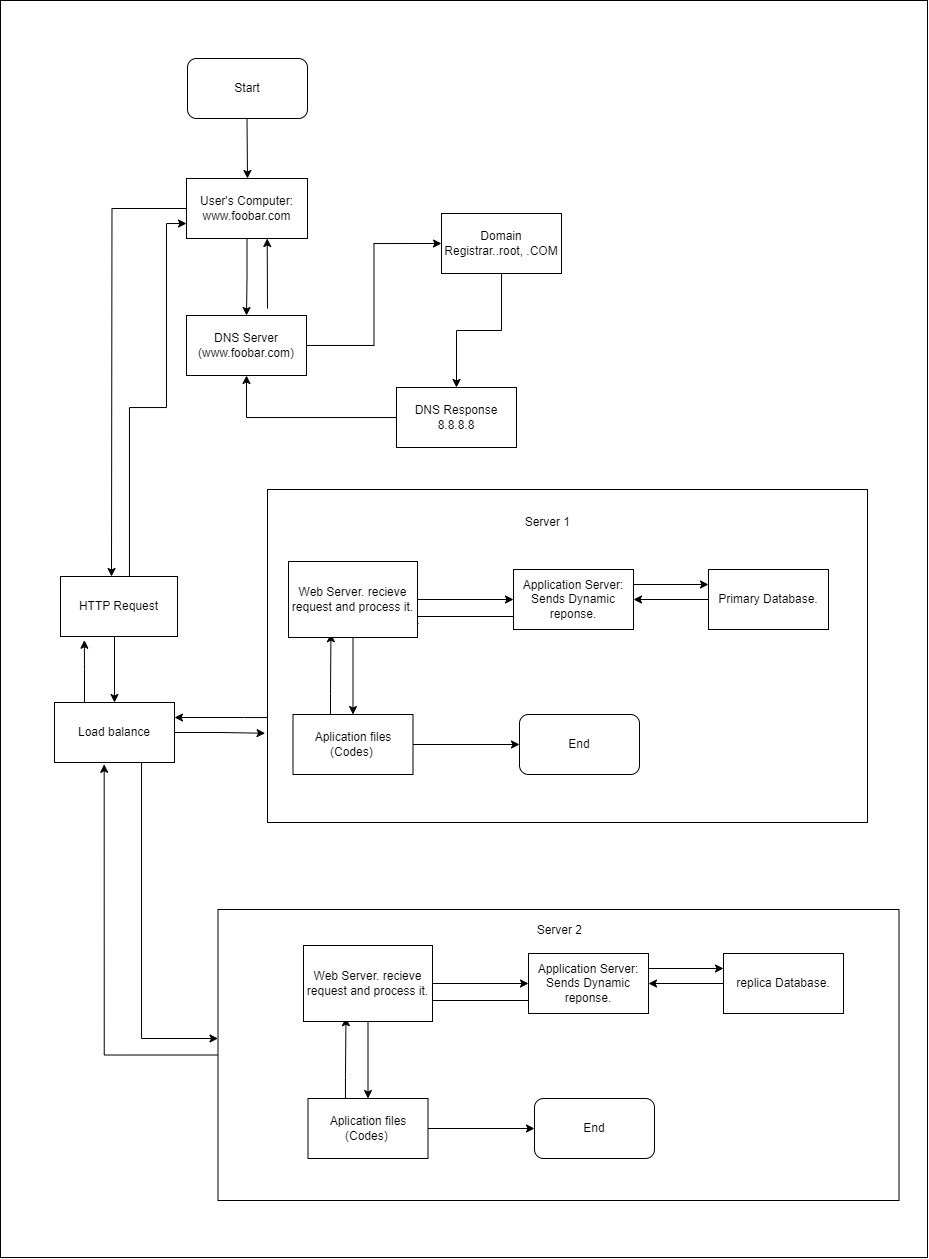 Start
User's Computer:
www.foobar.com
Domain
Registrar..root, .COM
DNS Server
(www.foobar.com)
DNS Response
8.8.8.8
Server 1
Web Server. recieve
request and process it.
Application Server:
Sends Dynamic
reponse.
Primary Database.
HTTP Request
Load balance
Aplication files
(Codes)
End
Server 2
Web Server. recieve
request and process it.
Application Server:
Sends Dynamic
reponse.
replica Database.
Aplication files
(Codes)
End